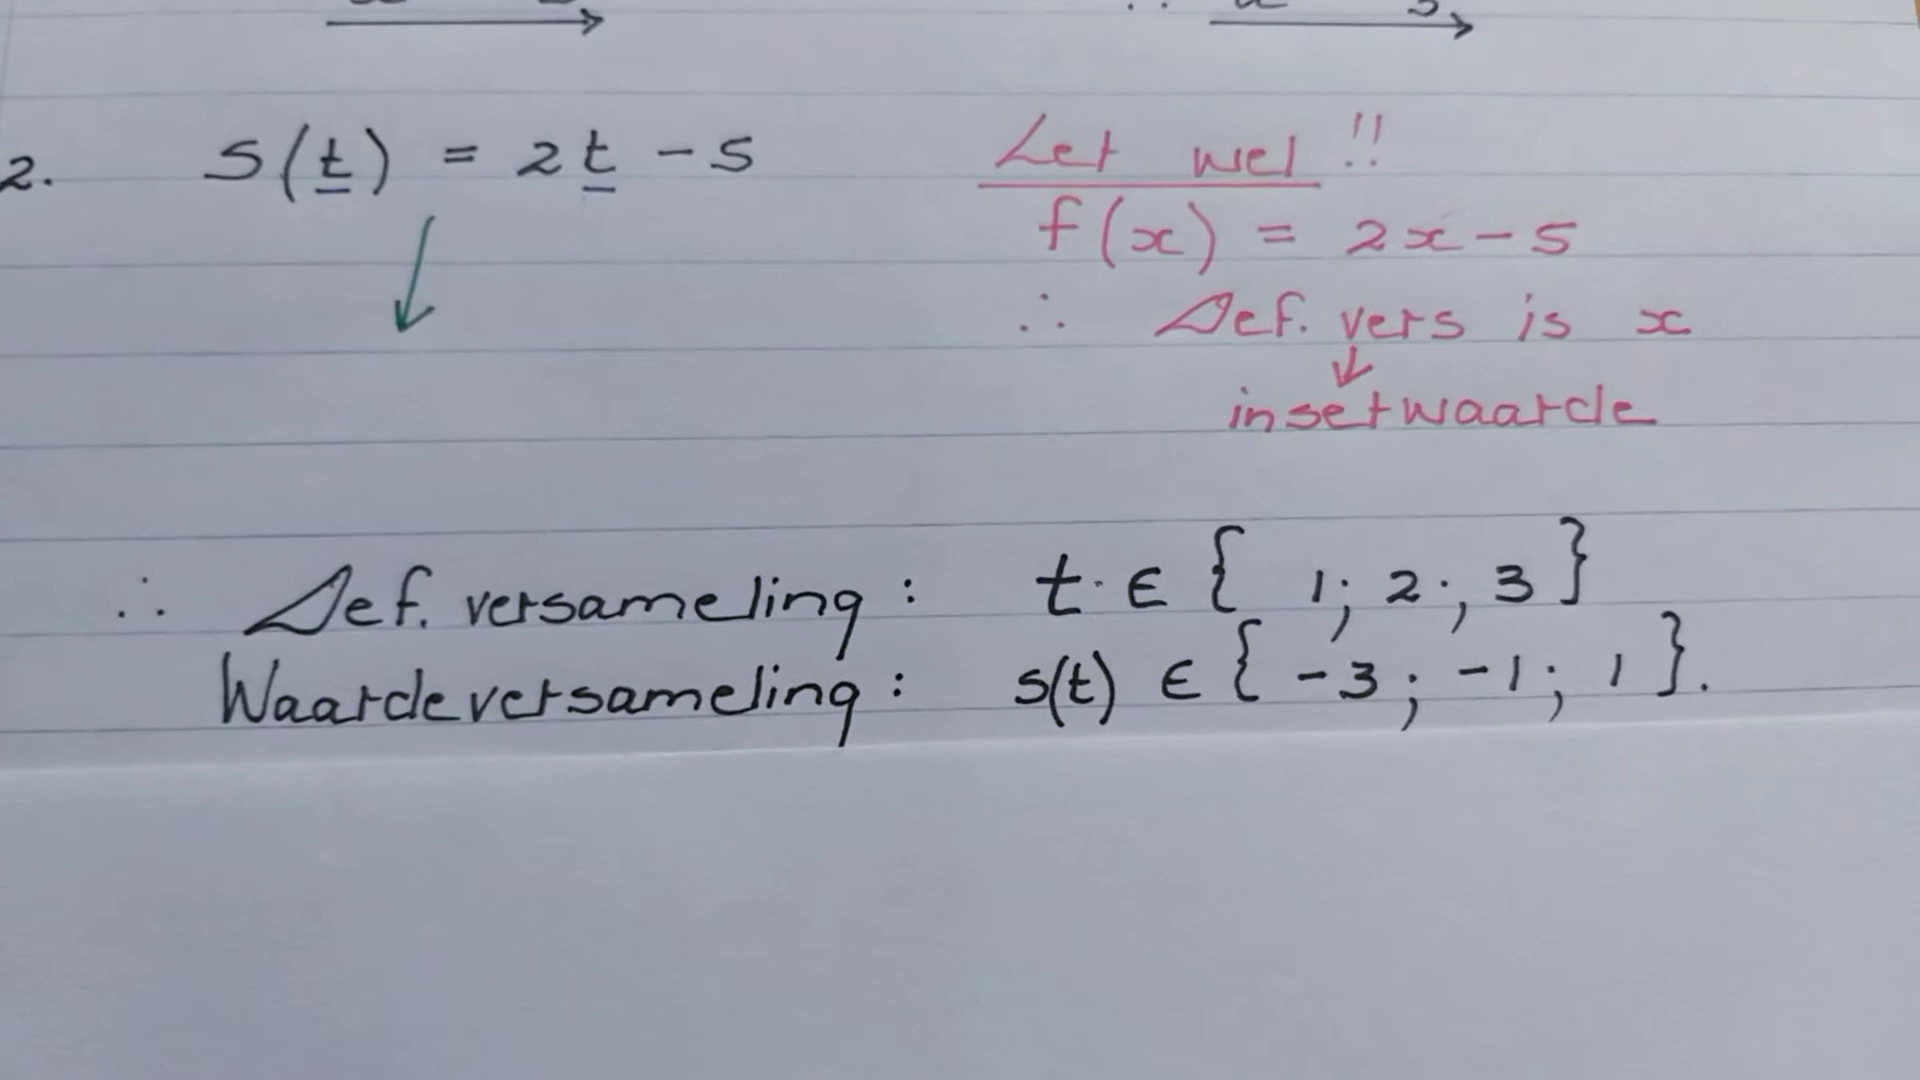 2. S(t) = 2t - 5
Let wel !!
f(x) = 2x - 5
∴ Def. vers is x
insetwaarde
∴ Def. versameling : t ∈ { 1; 2; 3 }
Waardeversameling : s(t) ∈ { -3; -1; 1 }.